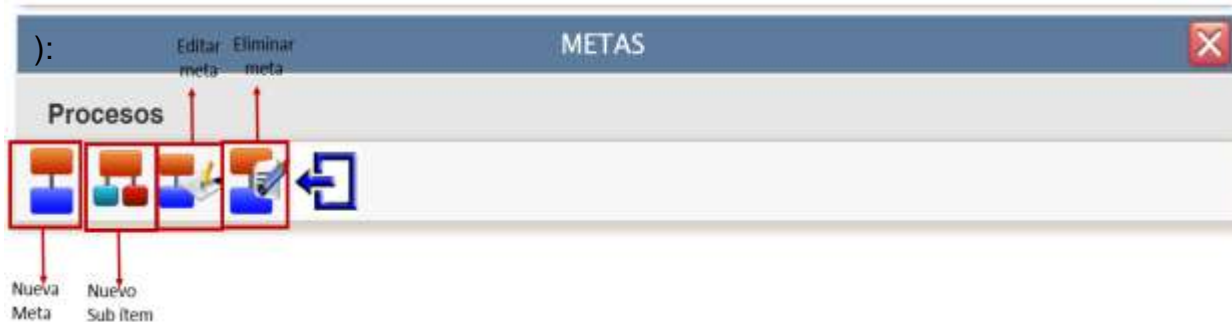 ):
Editar
meta
Eliminar
meta
METAS
Procesos
Nueva
Meta
Nuevo
Sub ítem